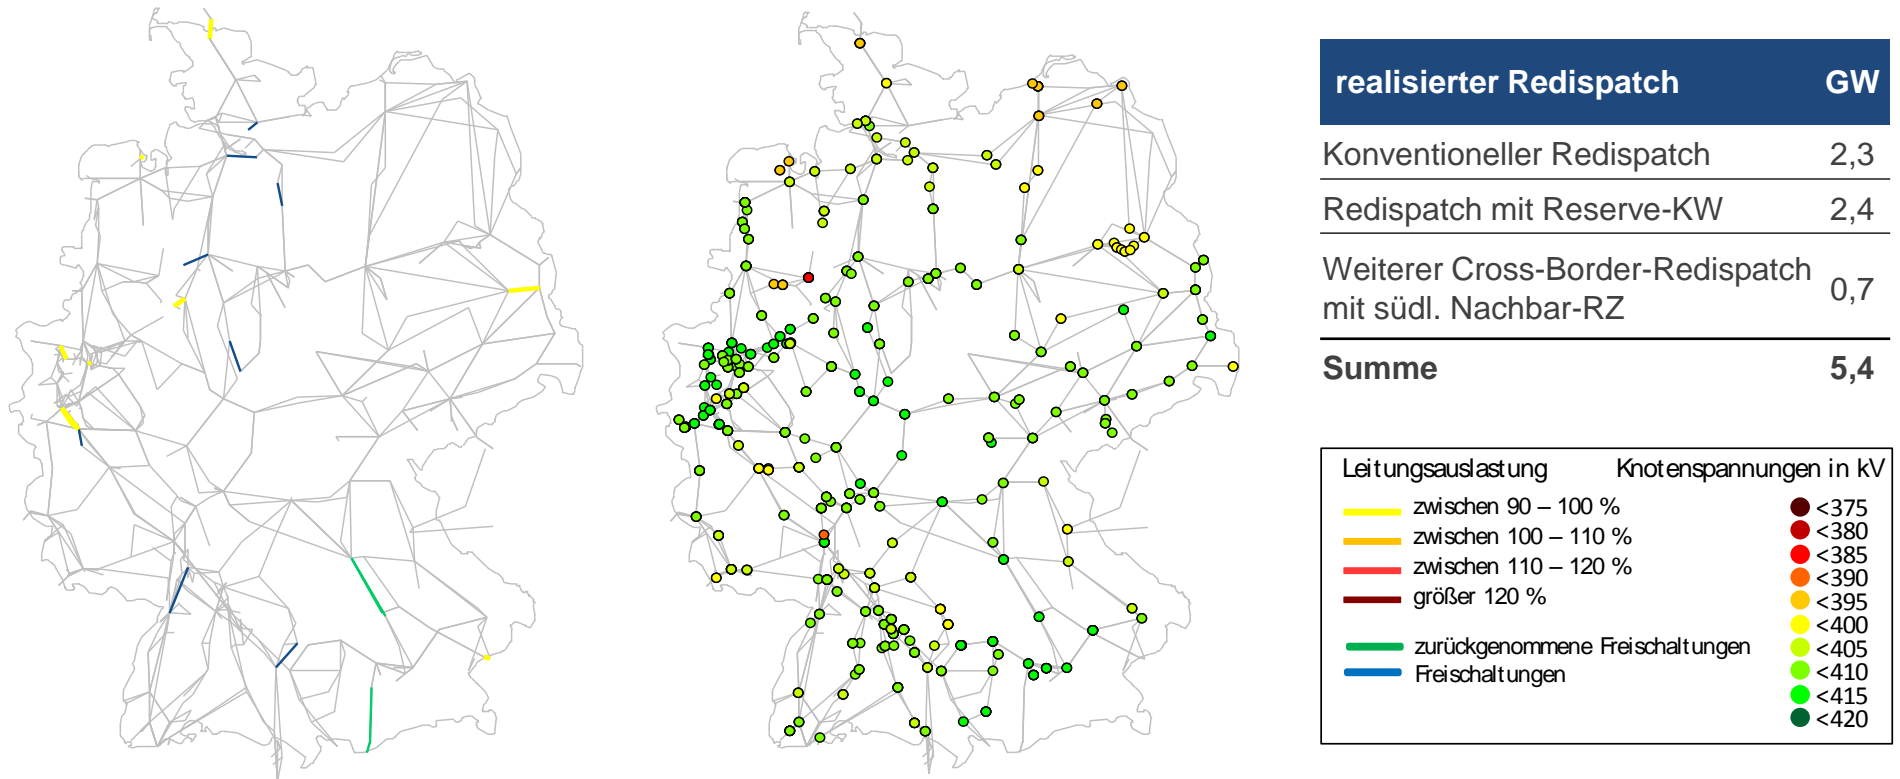 realisierter Redispatch GW
Konventioneller Redispatch 2,3
Redispatch mit Reserve-KW 2,4
Weiterer Cross-Border-Redispatch
mit südl. Nachbar-RZ 0,7
Summe 5,4
Leitungsauslastung Knotenspannungen in kV
zwischen 90 – 100 %
zwischen 100 – 110 %
zwischen 110 – 120 %
größer 120 %
zurückgenommene Freischaltungen
Freischaltungen
<375
<380
<385
<390
<395
<400
<405
<410
<415
<420